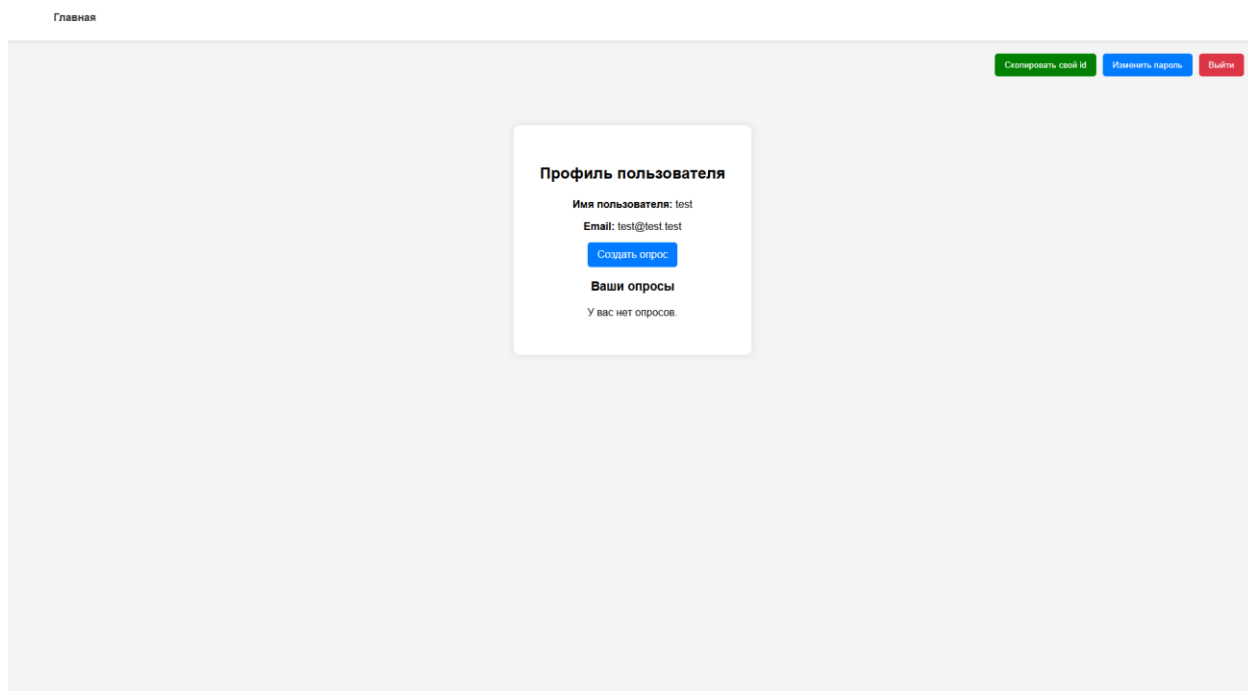 Главная
Скопировать свой id Изменить пароль Выйти
Профиль пользователя
Имя пользователя: test
Email: test@test.test
Создать опрос
Ваши опросы
У вас нет опросов.